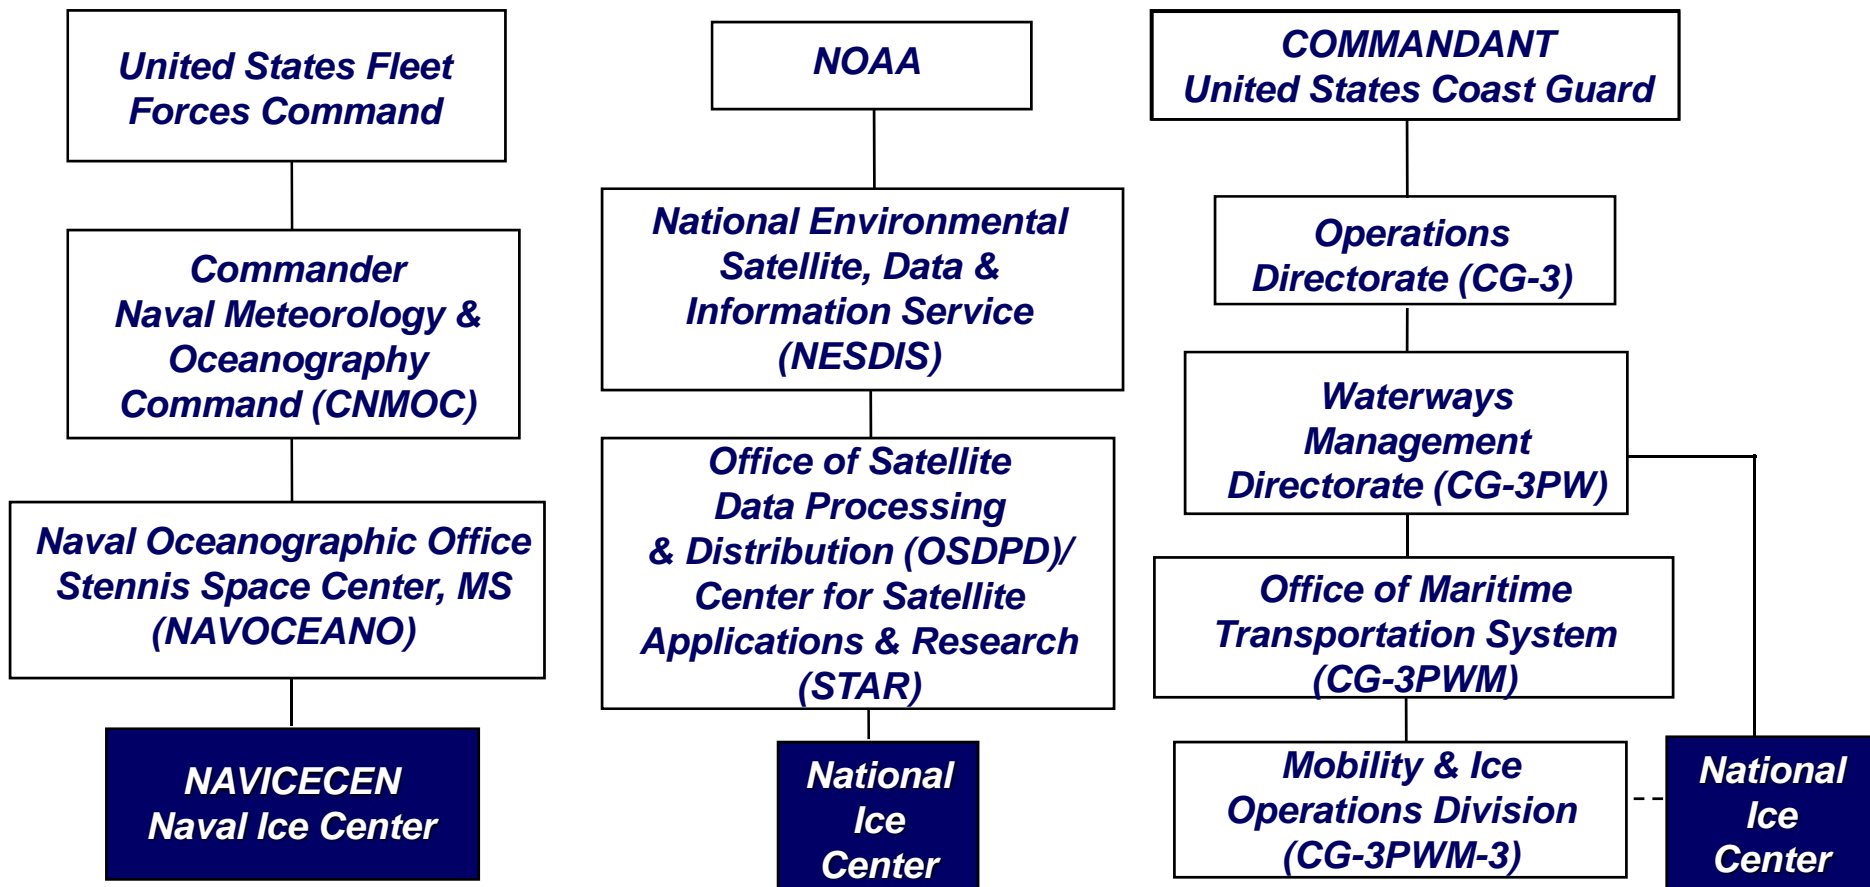 United States Fleet
Forces Command
Commander
Naval Meteorology &
Oceanography
Command (CNMOC)
Naval Oceanographic Office
Stennis Space Center, MS
(NAVOCEANO)
NAVICECEN
Naval Ice Center
NOAA
National Environmental
Satellite, Data &
Information Service
(NESDIS)
Office of Satellite
Data Processing
& Distribution (OSDPD)/
Center for Satellite
Applications & Research
(STAR)
National
Ice
Center
COMMANDANT
United States Coast Guard
Operations
Directorate (CG-3)
Waterways
Management
Directorate (CG-3PW)
Office of Maritime
Transportation System
(CG-3PWM)
Mobility & Ice
Operations Division
(CG-3PWM-3)
National
Ice
Center